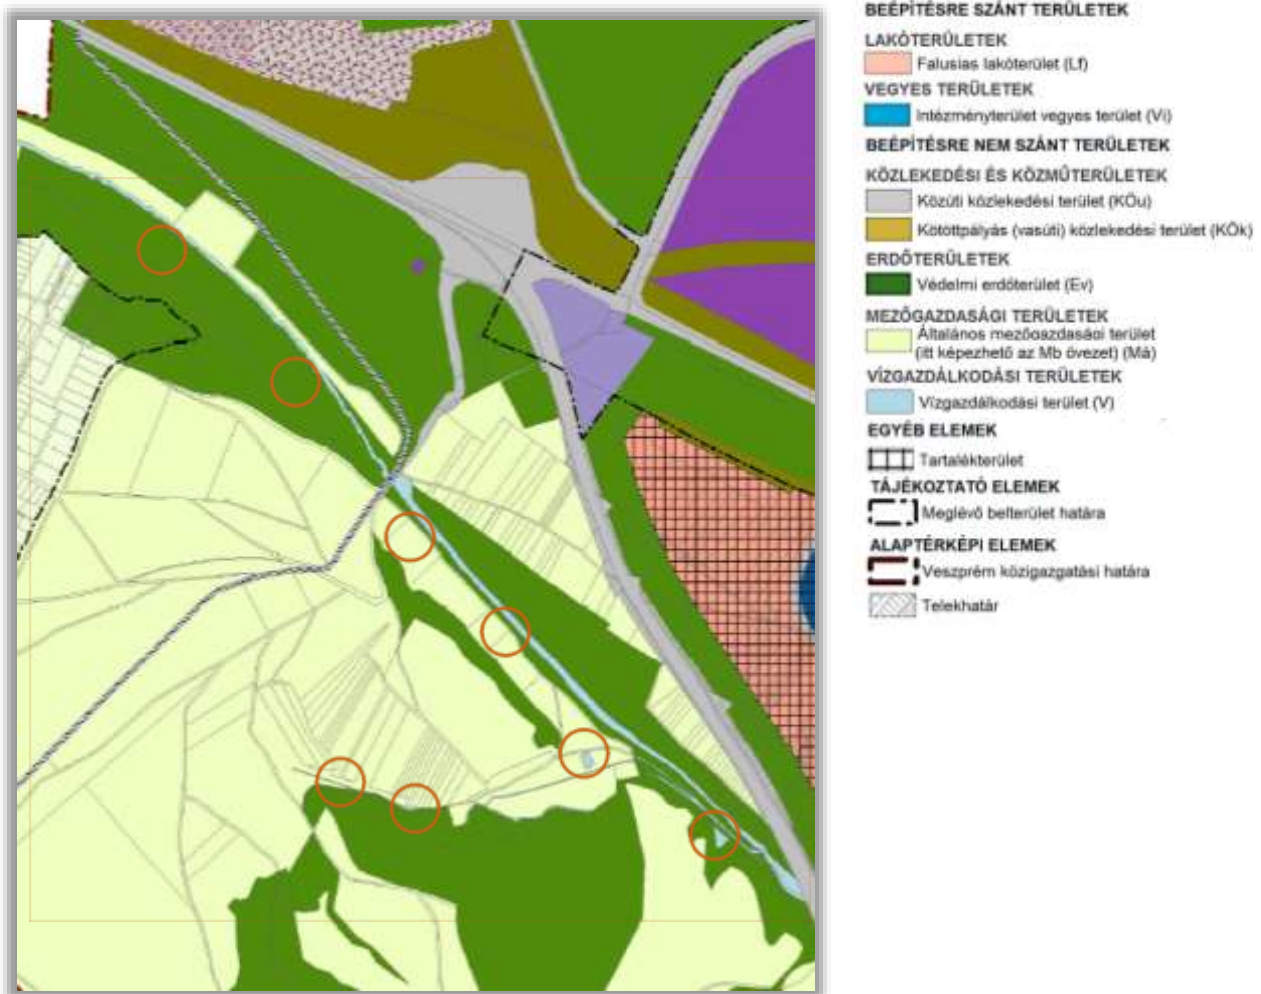 BEÉPÍTÉSRE SZÁNT TERÜLETEK
LAKÓTERÜLETEK
Falusias lakóterület (Lf)
VEGYES TERÜLETEK
Intézményterület vegyes terület (Vi)
BEÉPÍTÉSRE NEM SZÁNT TERÜLETEK
KÖZLEKEDÉSI ÉS KÖZMŰTERÜLETEK
Közúti közlekedési terület (KÖu)
Kötöttpályás (vasúti) közlekedési terület (KÖk)
ERDŐTERÜLETEK
Védelmi erdőterület (Ev)
MEZŐGAZDASÁGI TERÜLETEK
Általános mezőgazdasági terület
(itt képezhető az Mb övezet) (Má)
VÍZGAZDÁLKODÁSI TERÜLETEK
Vízgazdálkodási terület (V)
EGYÉB ELEMEK
Tartalékterület
TÁJÉKOZTATÓ ELEMEK
Meglévő belterület határa
ALAPTÉRKÉPI ELEMEK
Veszprém közigazgatási határa
Telekhatár